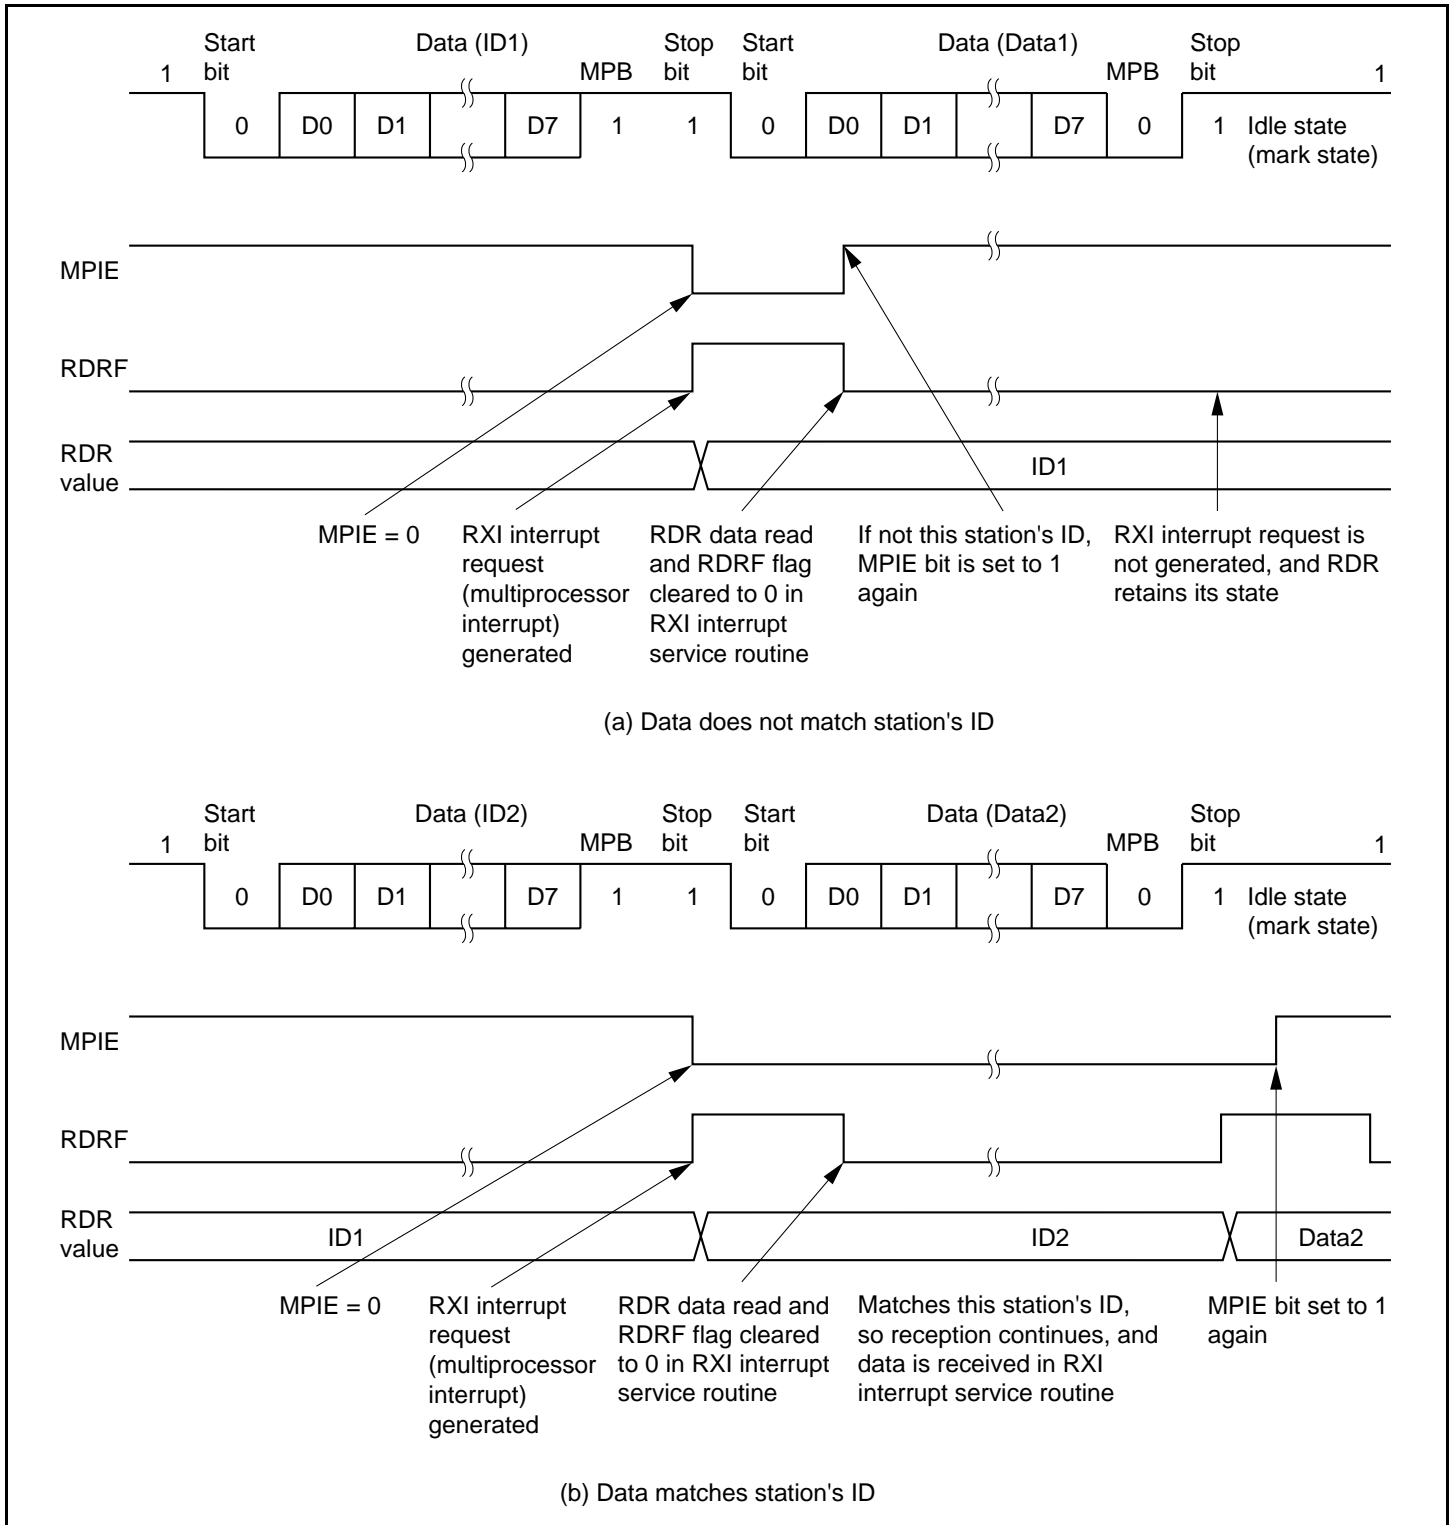 Start
bit
Data (ID1)
Stop
bit
Start
bit
Data (Data1)
Stop
bit
1
MPB
MPB
1
0
D0
D1
D7
1
1
0
D0
D1
D7
0
1
Idle state
(mark state)
MPIE
RDRF
RDR
value
ID1
MPIE = 0
RXI interrupt
request
(multiprocessor
interrupt)
generated
RDR data read
and RDRF flag
cleared to 0 in
RXI interrupt
service routine
If not this station's ID,
MPIE bit is set to 1
again
RXI interrupt request is
not generated, and RDR
retains its state
(a) Data does not match station's ID
Start
bit
Data (ID2)
Stop
bit
Start
bit
Data (Data2)
Stop
bit
1
MPB
MPB
1
0
D0
D1
D7
1
1
0
D0
D1
D7
0
1
Idle state
(mark state)
MPIE
RDRF
RDR
value
ID1
ID2
Data2
MPIE = 0
RXI interrupt
request
(multiprocessor
interrupt)
generated
RDR data read and
RDRF flag cleared
to 0 in RXI interrupt
service routine
Matches this station's ID,
so reception continues, and
data is received in RXI
interrupt service routine
MPIE bit set to 1
again
(b) Data matches station's ID